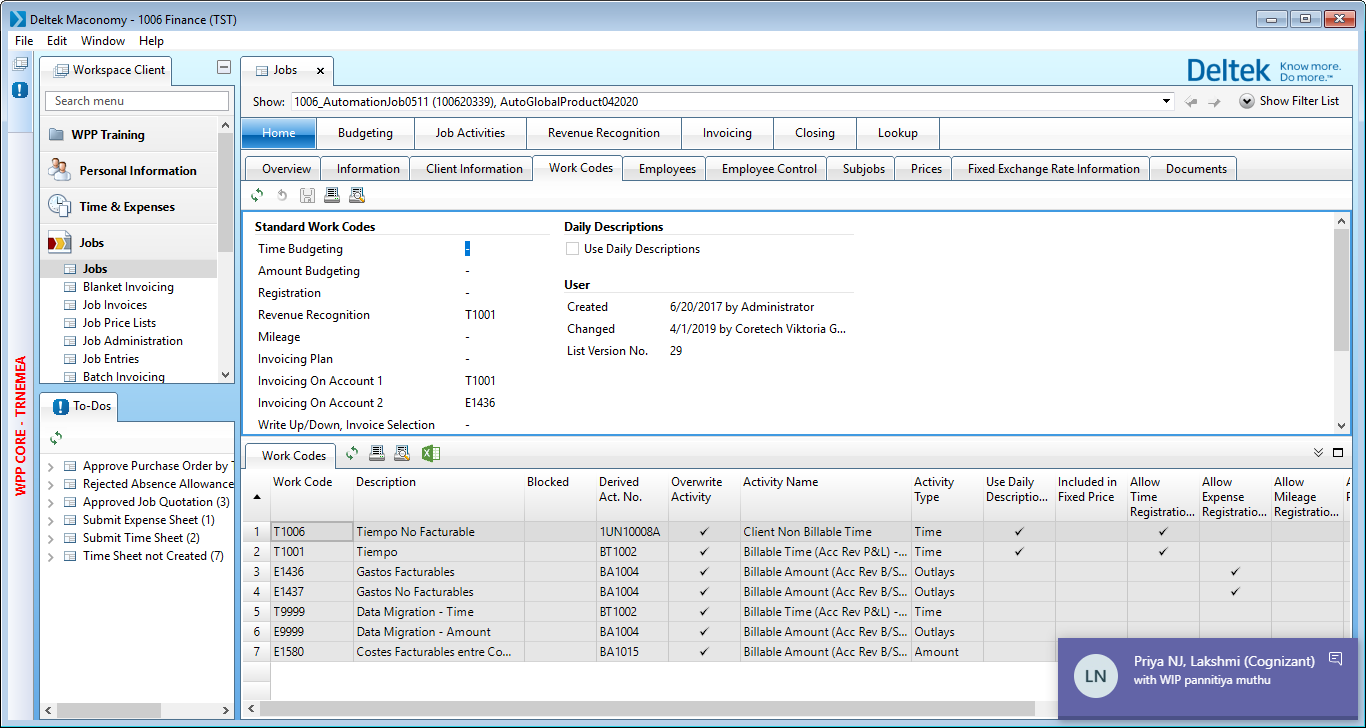 Deltek Maconomy - 1006 Finance (TST)
File Edit Window Help
Workspace Client
Search menu
WPP Training
Personal Information
Time & Expenses
Jobs
Jobs
Blanket Invoicing
Job Invoices
Job Price Lists
Job Administration
Job Entries
Batch Invoicing
WPP CORE - TRNEMEA
To-Dos
Approve Purchase Order by T
Rejected Absence Allowance
Approved Job Quotation (3)
Submit Expense Sheet (1)
Submit Time Sheet (2)
Time Sheet not Created (7)
Jobs
Deltek Know more. Do more.™
Show: 1006_AutomationJob0511 (100620339), AutoGlobalProduct042020 Show Filter List
Home Budgeting Job Activities Revenue Recognition Invoicing Closing Lookup
Overview Information Client Information Work Codes Employees Employee Control Subjobs Prices Fixed Exchange Rate Information Documents
Standard Work Codes
Time Budgeting -
Amount Budgeting -
Registration -
Revenue Recognition T1001
Mileage -
Invoicing Plan -
Invoicing On Account 1 T1001
Invoicing On Account 2 E1436
Write Up/Down, Invoice Selection -
Daily Descriptions
Use Daily Descriptions
User
Created 6/20/2017 by Administrator
Changed 4/1/2019 by Coretech Viktoria G...
List Version No. 29
Work Codes
Work Code Description Blocked Derived Act. No. Overwrite Activity Activity Name Activity Type Use Daily Descriptio... Included in Fixed Price Allow Time Registratio... Allow Expense Registratio... Allow Mileage Registratio...
1 T1006 Tiempo No Facturable 1UN10008A ✓ Client Non Billable Time Time ✓ ✓
2 T1001 Tiempo BT1002 ✓ Billable Time (Acc Rev P&L) -... Time ✓ ✓
3 E1436 Gastos Facturables BA1004 ✓ Billable Amount (Acc Rev B/S... Outlays ✓
4 E1437 Gastos No Facturables BA1004 ✓ Billable Amount (Acc Rev B/S... Outlays ✓
5 T9999 Data Migration - Time BT1002 ✓ Billable Time (Acc Rev P&L) -... Time
6 E9999 Data Migration - Amount BA1004 ✓ Billable Amount (Acc Rev B/S... Outlays
7 E1580 Costes Facturables entre Co... BA1015 ✓ Billable Amount (Acc Rev B/S... Amount
LN
Priya NJ, Lakshmi (Cognizant)
with WIP pannitiya muthu